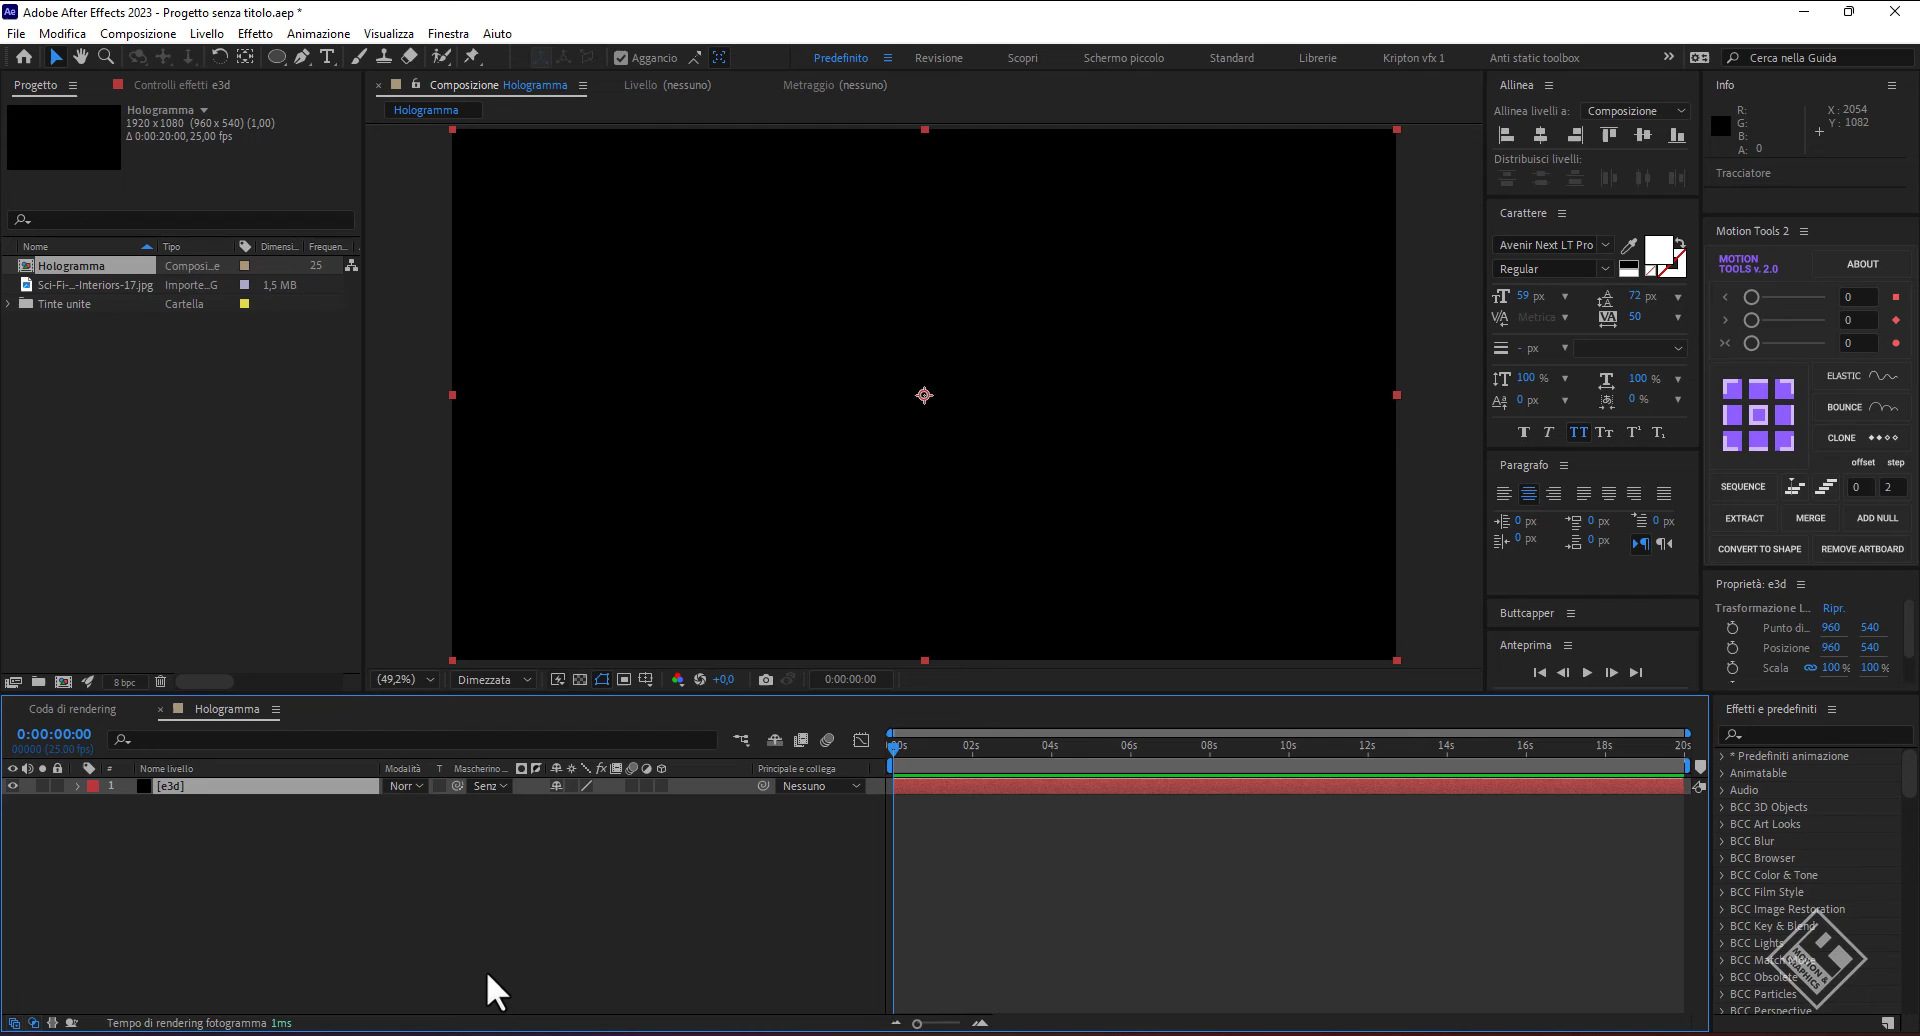 Ae Adobe After Effects 2023 - Progetto senza titolo.aep *
File Modifica Composizione Livello Effetto Animazione Visualizza Finestra Aiuto
Aggancio Predefinito Revisione Scopri Schermo piccolo Standard Librerie Kripton vfx 1 Anti static toolbox Cerca nella Guida
Progetto Controlli effetti e3d
Hologramma
1920 x 1080 (960 x 540) (1,00)
Δ 0:00:20:00, 25,00 fps
Nome Tipo Dimensi... Frequen...
Hologramma Composi...e 25
Sci-Fi-...-Interiors-17.jpg Importe...G 1,5 MB
Tinte unite Cartella
8 bpc
Composizione Hologramma Livello (nessuno) Metraggio (nessuno)
Hologramma
(49,2%) Dimezzata +0,0 0:00:00:00
Allinea
Allinea livelli a: Composizione
Distribuisci livelli:
Carattere
Avenir Next LT Pro
Regular
59 px 72 px
Metrica 50
- px
100 % 100 %
0 px 0 %
Paragrafo
0 px 0 px 0 px
0 px 0 px
Buttcapper
Anteprima
Info
R: X : 2054
G: Y : 1082
B:
A: 0
Tracciatore
Motion Tools 2
MOTION
TOOLS v. 2.0
ABOUT
0
0
0
ELASTIC
BOUNCE
CLONE
offset step
SEQUENCE 0 2
EXTRACT MERGE ADD NULL
CONVERT TO SHAPE REMOVE ARTBOARD
Proprietà: e3d
Trasformazione l... Ripr.
Punto di... 960 540
Posizione 960 540
Scala 100 % 100 %
Coda di rendering Hologramma
0:00:00:00
00000 (25.00 fps)
# Nome livello Modalità T Mascherino... Principale e collega
1 [e3d] Norr Senz Nessuno
02s 04s 06s 08s 10s 12s 14s 16s 18s 20s
Tempo di rendering fotogramma 1ms
Effetti e predefiniti
* Predefiniti animazione
Animatable
Audio
BCC 3D Objects
BCC Art Looks
BCC Blur
BCC Browser
BCC Color & Tone
BCC Film Style
BCC Image Restoration
BCC Key & Blend
BCC Lights
BCC Match Move
BCC Obsolete
BCC Particles
BCC Perspective
MOTION &
GRAPHICS